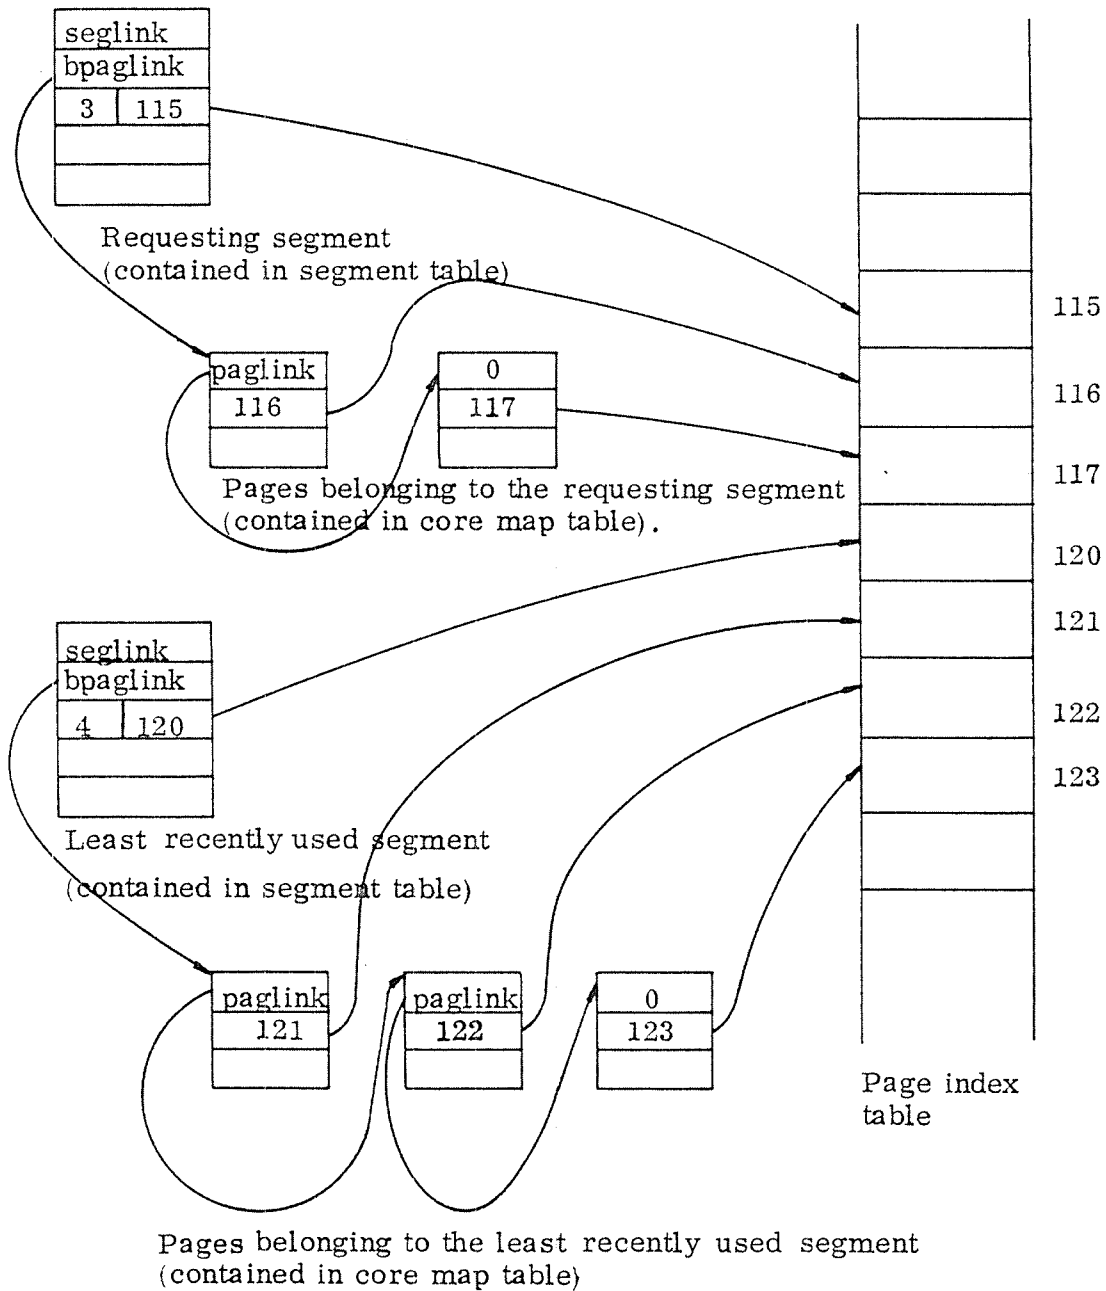 seglink
bpaglink
3 115
Requesting segment
(contained in segment table)
115
116
117
120
121
122
123
paglink
116
0
117
Pages belonging to the requesting segment
(contained in core map table).
seglink
bpaglink
4 120
Least recently used segment
(contained in segment table)
paglink
121
paglink
122
0
123
Page index
table
Pages belonging to the least recently used segment
(contained in core map table)